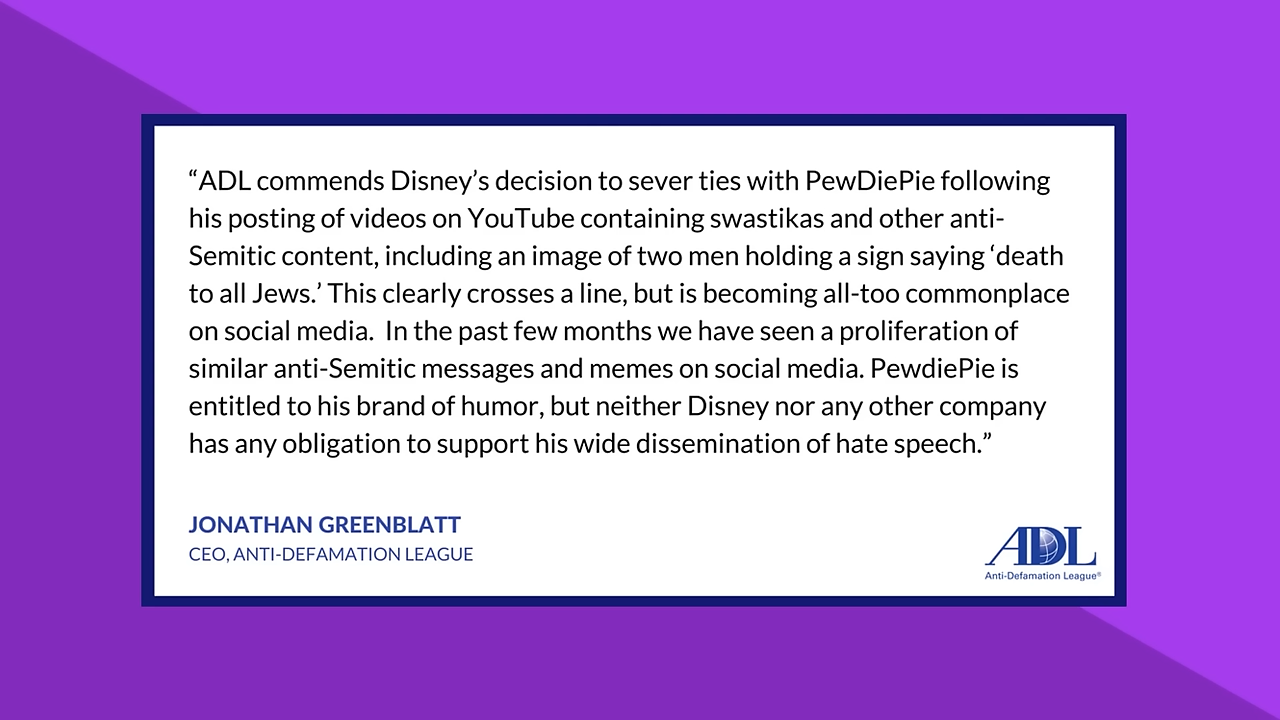 “ADL commends Disney’s decision to sever ties with PewDiePie following
his posting of videos on YouTube containing swastikas and other anti-
Semitic content, including an image of two men holding a sign saying ‘death
to all Jews.’ This clearly crosses a line, but is becoming all-too commonplace
on social media.  In the past few months we have seen a proliferation of
similar anti-Semitic messages and memes on social media. PewdiePie is
entitled to his brand of humor, but neither Disney nor any other company
has any obligation to support his wide dissemination of hate speech.”
JONATHAN GREENBLATT
CEO, ANTI-DEFAMATION LEAGUE
ADL
Anti-Defamation League®